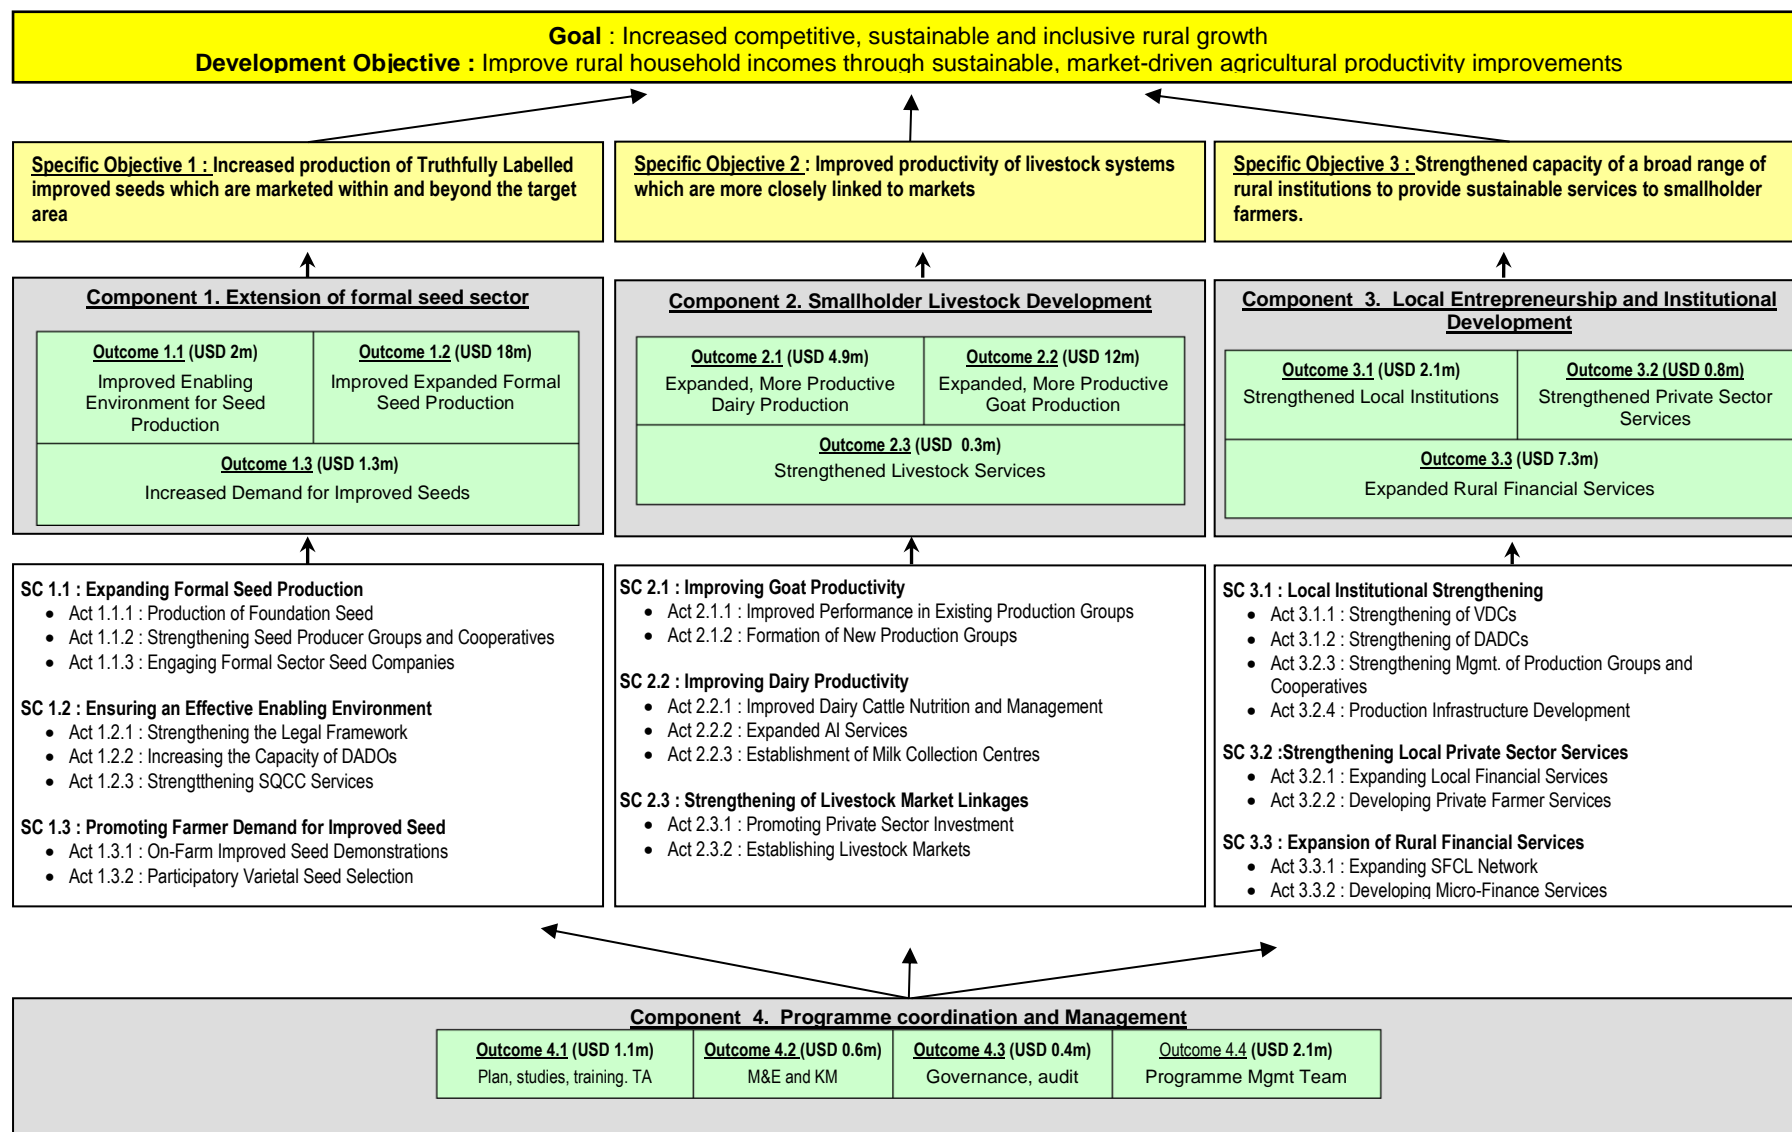 Goal : Increased competitive, sustainable and inclusive rural growth
Development Objective : Improve rural household incomes through sustainable, market-driven agricultural productivity improvements
Specific Objective 1 : Increased production of Truthfully Labelled
improved seeds which are marketed within and beyond the target
area
Specific Objective 2 : Improved productivity of livestock systems
which are more closely linked to markets
Specific Objective 3 : Strengthened capacity of a broad range of
rural institutions to provide sustainable services to smallholder
farmers.
Component 1. Extension of formal seed sector
Outcome 1.1 (USD 2m)
Improved Enabling
Environment for Seed
Production
Outcome 1.2 (USD 18m)
Improved Expanded Formal
Seed Production
Outcome 1.3 (USD 1.3m)
Increased Demand for Improved Seeds
Component 2. Smallholder Livestock Development
Outcome 2.1 (USD 4.9m)
Expanded, More Productive
Dairy Production
Outcome 2.2 (USD 12m)
Expanded, More Productive
Goat Production
Outcome 2.3 (USD 0.3m)
Strengthened Livestock Services
Component 3. Local Entrepreneurship and Institutional
Development
Outcome 3.1 (USD 2.1m)
Strengthened Local Institutions
Outcome 3.2 (USD 0.8m)
Strengthened Private Sector
Services
Outcome 3.3 (USD 7.3m)
Expanded Rural Financial Services
SC 1.1 : Expanding Formal Seed Production
• Act 1.1.1 : Production of Foundation Seed
• Act 1.1.2 : Strengthening Seed Producer Groups and Cooperatives
• Act 1.1.3 : Engaging Formal Sector Seed Companies
SC 1.2 : Ensuring an Effective Enabling Environment
• Act 1.2.1 : Strengthening the Legal Framework
• Act 1.2.2 : Increasing the Capacity of DADOs
• Act 1.2.3 : Strengtthening SQCC Services
SC 1.3 : Promoting Farmer Demand for Improved Seed
• Act 1.3.1 : On-Farm Improved Seed Demonstrations
• Act 1.3.2 : Participatory Varietal Seed Selection
SC 2.1 : Improving Goat Productivity
• Act 2.1.1 : Improved Performance in Existing Production Groups
• Act 2.1.2 : Formation of New Production Groups
SC 2.2 : Improving Dairy Productivity
• Act 2.2.1 : Improved Dairy Cattle Nutrition and Management
• Act 2.2.2 : Expanded AI Services
• Act 2.2.3 : Establishment of Milk Collection Centres
SC 2.3 : Strengthening of Livestock Market Linkages
• Act 2.3.1 : Promoting Private Sector Investment
• Act 2.3.2 : Establishing Livestock Markets
SC 3.1 : Local Institutional Strengthening
• Act 3.1.1 : Strengthening of VDCs
• Act 3.1.2 : Strengthening of DADCs
• Act 3.2.3 : Strengthening Mgmt. of Production Groups and
Cooperatives
• Act 3.2.4 : Production Infrastructure Development
SC 3.2 :Strengthening Local Private Sector Services
• Act 3.2.1 : Expanding Local Financial Services
• Act 3.2.2 : Developing Private Farmer Services
SC 3.3 : Expansion of Rural Financial Services
• Act 3.3.1 : Expanding SFCL Network
• Act 3.3.2 : Developing Micro-Finance Services
Component 4. Programme coordination and Management
Outcome 4.1 (USD 1.1m)
Plan, studies, training. TA
Outcome 4.2 (USD 0.6m)
M&E and KM
Outcome 4.3 (USD 0.4m)
Governance, audit
Outcome 4.4 (USD 2.1m)
Programme Mgmt Team